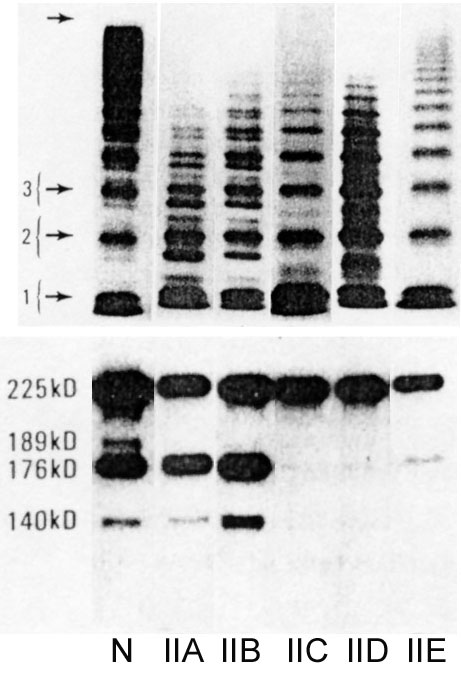 3
2
1
225kD
189kD
176kD
140kD
N IIA IIB IIC IID IIE